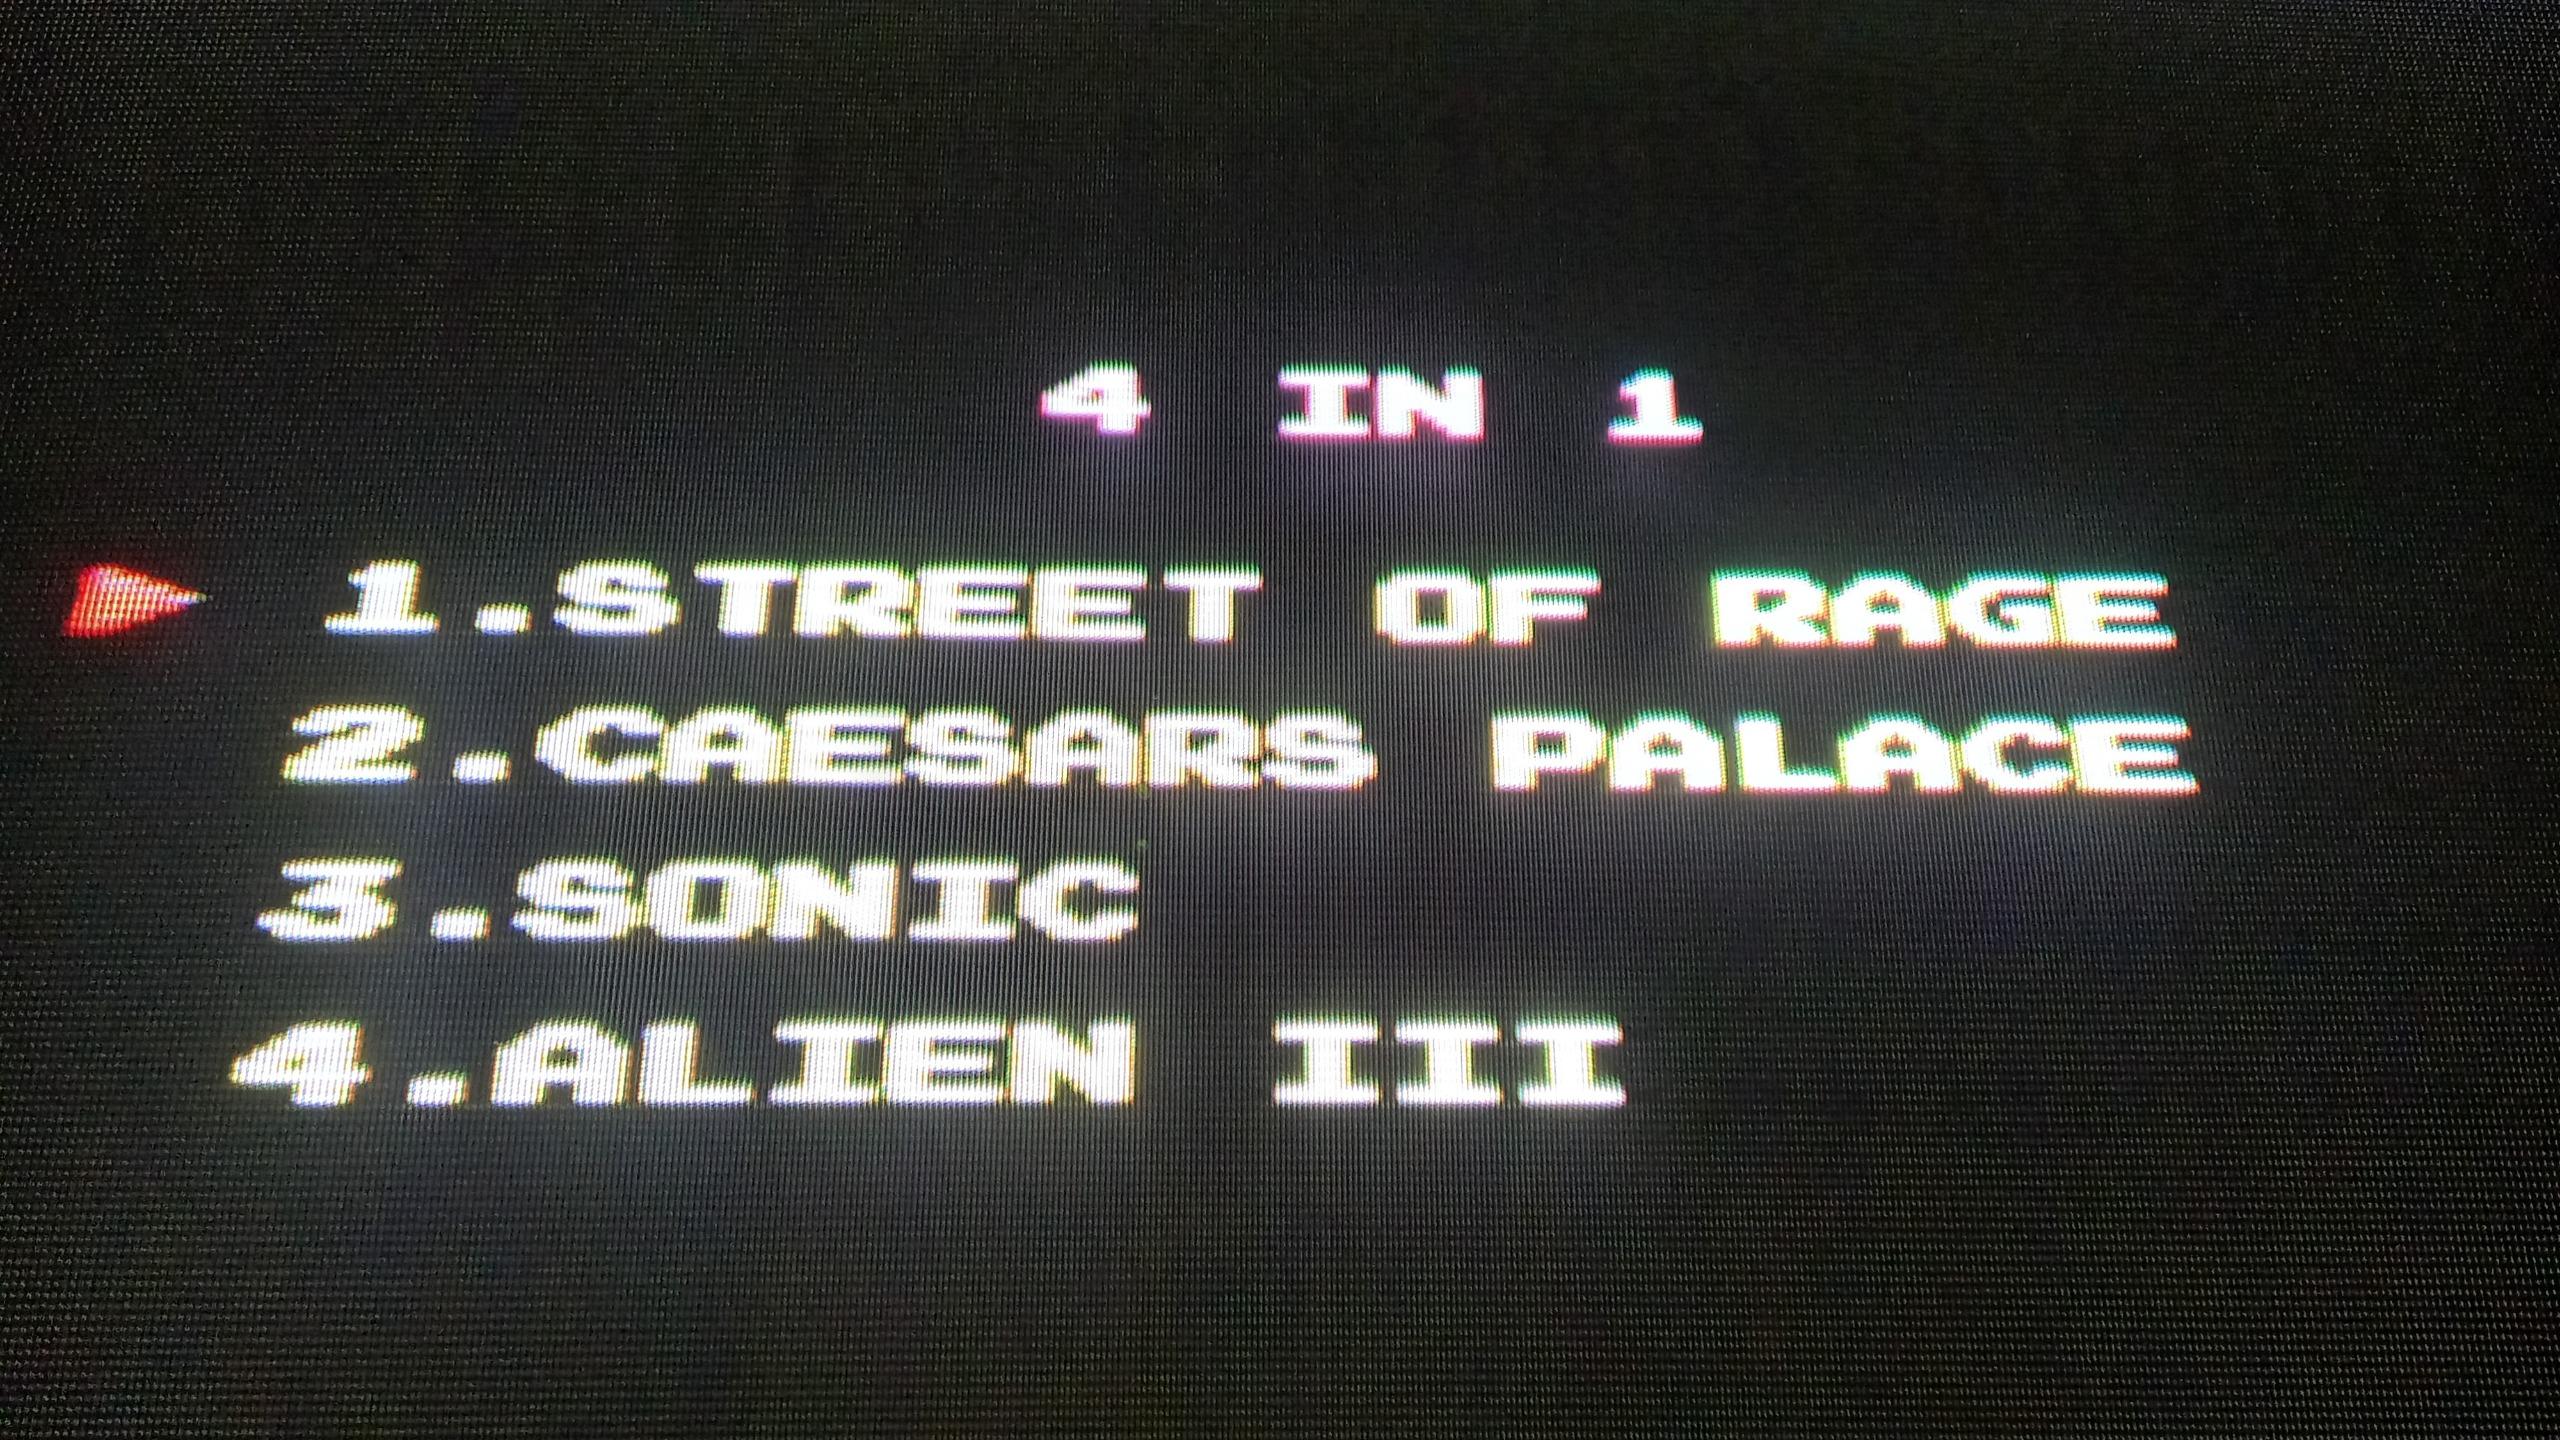 4 IN 1
1.STREET OF RAGE
2.CAESARS PALACE
3.SONIC
4.ALIEN III